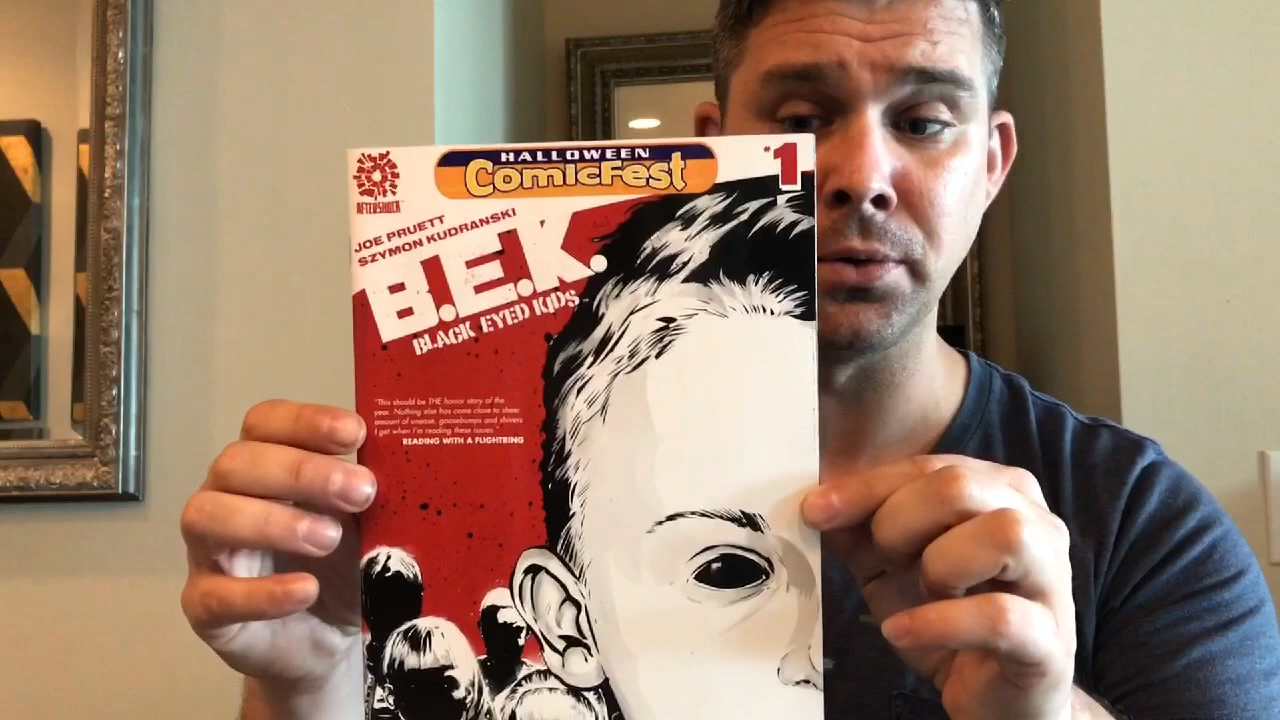 HALLOWEEN
COMICFEST
#1
AFTERSHOCK
JOE PRUETT
SZYMON KUDRANSKI
B.E.K.
BLACK EYED KIDS
"This should be THE horror story of the
year. Nothing else has come close to sheer
amount of unease, goosebumps and shivers
I get when I'm reading these issues."
READING WITH A FLIGHTRING